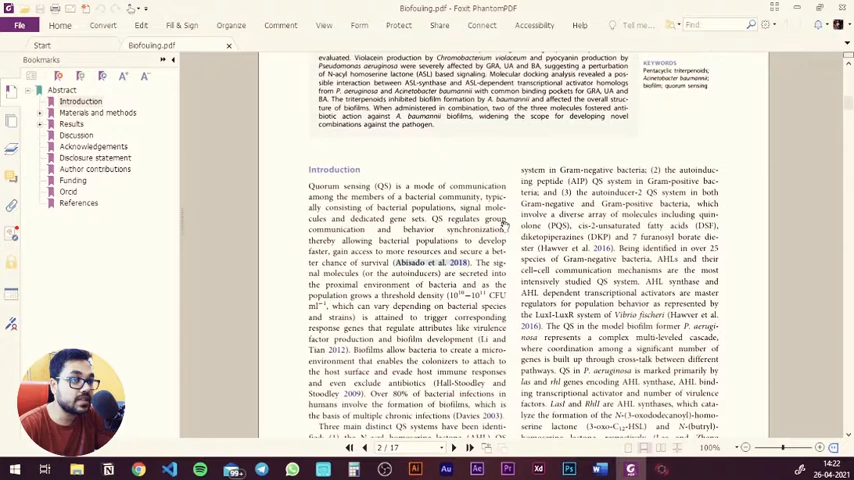 Biofouing.pdf - Foxit PhantomPDF
File
Home
Convert
Edit
Fill & Sign
Organize
Comment
View
Form
Protect
Share
Connect
Accessibility
Tell me...
Find
Start
Biofouing.pdf
Bookmarks
Abstract
Introduction
Materials and methods
Results
Discussion
Acknowledgements
Disclosure statement
Author contributions
Funding
Orcid
References
evaluated. Violacein production by Chromobacterium violaceum and pyocyanin production by
Pseudomonas aeruginosa were severely affected by GRA, UA and BA, suggesting a perturbation
of N-acyl homoserine lactone (ASL) based signaling. Molecular docking analysis revealed a pos-
sible interaction between ASL-synthase and ASL-dependent transcriptional activator homologs
from P. aeruginosa and Acinetobacter baumannii with common binding pockets for GRA, UA and
BA. The triterpenoids inhibited biofilm formation by A. baumannii and affected the overall struc-
ture of biofilms. When administered in combination, two of the three molecules fostered anti-
biotic action against A. baumannii biofilms, widening the scope for developing novel
combinations against the pathogen.
KEYWORDS
Pentacyclic triterpenoids;
Acinetobacter baumannii;
biofilm; quorum sensing
Introduction
Quorum sensing (QS) is a mode of communication
among the members of a bacterial community, typic-
ally consisting of bacterial populations, signal mole-
cules and dedicated gene sets. QS regulates group
communication and behavior synchronization,
thereby allowing bacterial populations to develop
faster, gain access to more resources and secure a bet-
ter chance of survival (Abisado et al. 2018). The sig-
nal molecules (or the autoinducers) are secreted into
the proximal environment of bacteria and as the
population grows a threshold density (10¹⁰–10¹¹ CFU
ml⁻¹, which can vary depending on bacterial species
and strains) is attained to trigger corresponding
response genes that regulate attributes like virulence
factor production and biofilm development (Li and
Tian 2012). Biofilms allow bacteria to create a micro-
environment that enables the colonizers to attach to
the host surface and evade host immune responses
and even exclude antibiotics (Hall-Stoodley and
Stoodley 2009). Over 80% of bacterial infections in
humans involve the formation of biofilms, which is
the basis of multiple chronic infections (Davies 2003).
Three main distinct QS systems have been identi-
system in Gram-negative bacteria; (2) the autoinduc-
ing peptide (AIP) QS system in Gram-positive bac-
teria; and (3) the autoinducer-2 QS system in both
Gram-negative and Gram-positive bacteria, which
involve a diverse array of molecules including quin-
olone (PQS), cis-2-unsaturated fatty acids (DSF),
diketopiperazines (DKP) and 7 furanosyl borate die-
ster (Hawver et al. 2016). Being identified in over 25
species of Gram-negative bacteria, AHLs and their
cell–cell communication mechanisms are the most
intensively studied QS system. AHL synthase and
AHL dependent transcriptional activators are master
regulators for population behavior as represented by
the LuxI-LuxR system of Vibrio fischeri (Hawver et al.
2016). The QS in the model biofilm former P. aerugi-
nosa represents a complex multi-leveled cascade,
where coordination among a significant number of
genes is built up through cross-talk between different
pathways. QS in P. aeruginosa is marked primarily by
las and rhl genes encoding AHL synthase, AHL bind-
ing transcriptional activator and number of virulence
factors. LasI and RhlI are AHL synthases, which cata-
lyze the formation of the N-(3-oxododecanoyl)-homo-
serine lactone (3-oxo-C₁₂-HSL) and N-(butryl)-
2 / 17
100%
99+
14:22
26-04-2021